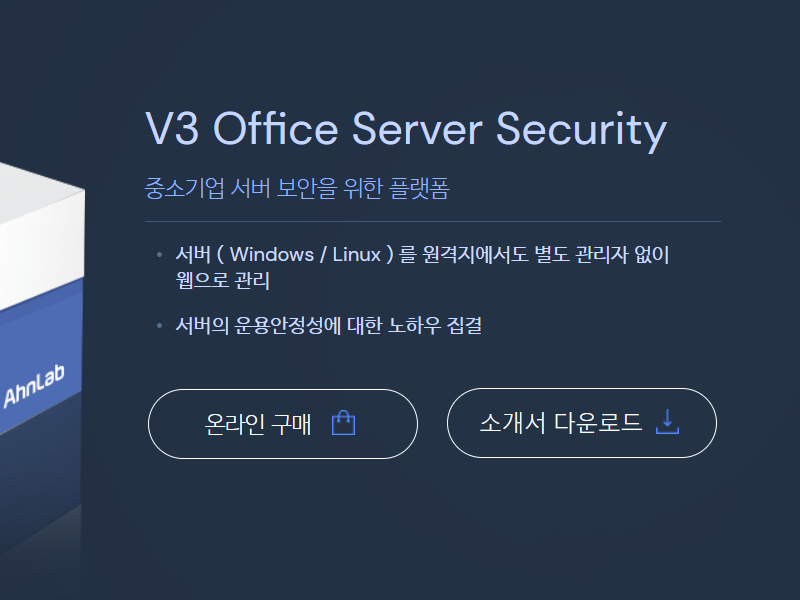 V3 Office Server Security
중소기업 서버 보안을 위한 플랫폼
서버 ( Windows / Linux ) 를 원격지에서도 별도 관리자 없이
웹으로 관리
서버의 운용안정성에 대한 노하우 집결
AhnLab
온라인 구매
소개서 다운로드